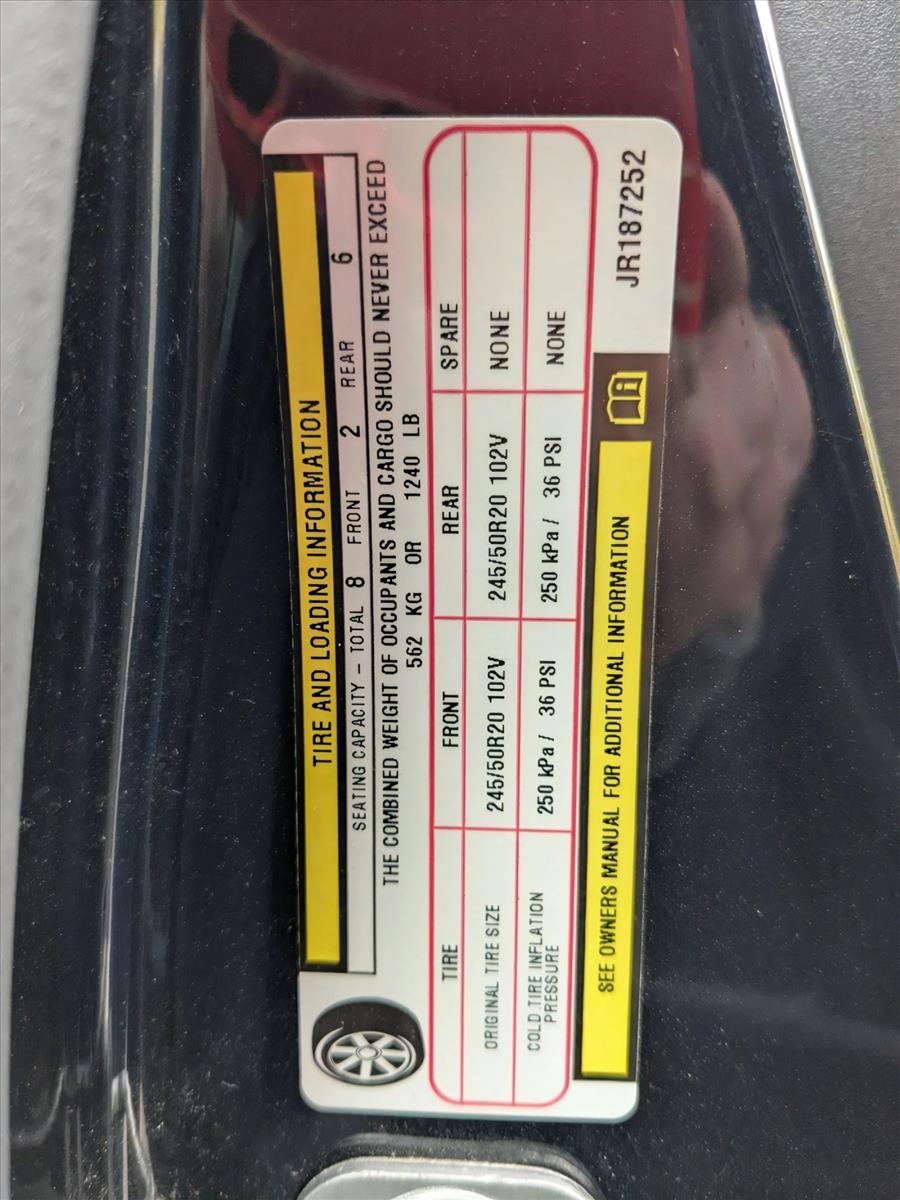 TIRE AND LOADING INFORMATION
SEATING CAPACITY - TOTAL 8 FRONT 2 REAR 6
THE COMBINED WEIGHT OF OCCUPANTS AND CARGO SHOULD NEVER EXCEED
562 KG OR 1240 LB
TIRE FRONT REAR SPARE
ORIGINAL TIRE SIZE 245/50R20 102V 245/50R20 102V NONE
COLD TIRE INFLATION
PRESSURE 250 kPa / 36 PSI 250 kPa / 36 PSI NONE
SEE OWNERS MANUAL FOR ADDITIONAL INFORMATION
JR187252